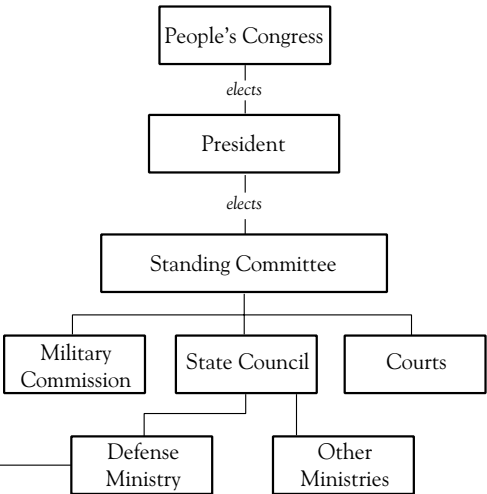 People's Congress
elects
President
elects
Standing Committee
Military
Commission
State Council
Courts
Defense
Ministry
Other
Ministries